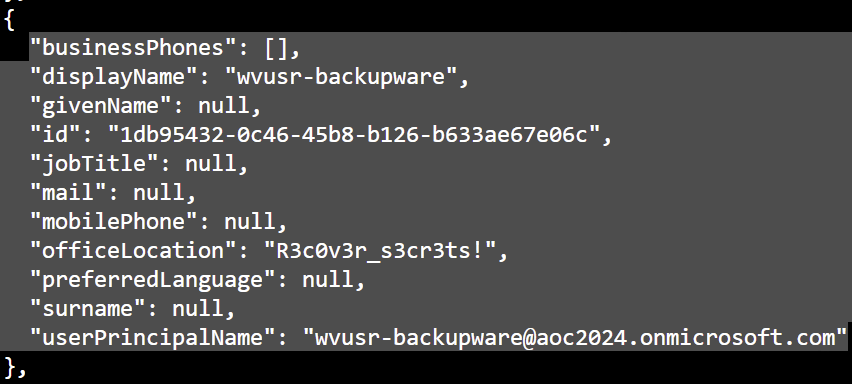 {
"businessPhones": [],
"displayName": "wvusr-backupware",
"givenName": null,
"id": "1db95432-0c46-45b8-b126-b633ae67e06c",
"jobTitle": null,
"mail": null,
"mobilePhone": null,
"officeLocation": "R3c0v3r_s3cr3ts!",
"preferredLanguage": null,
"surname": null,
"userPrincipalName": "wvusr-backupware@aoc2024.onmicrosoft.com"
},